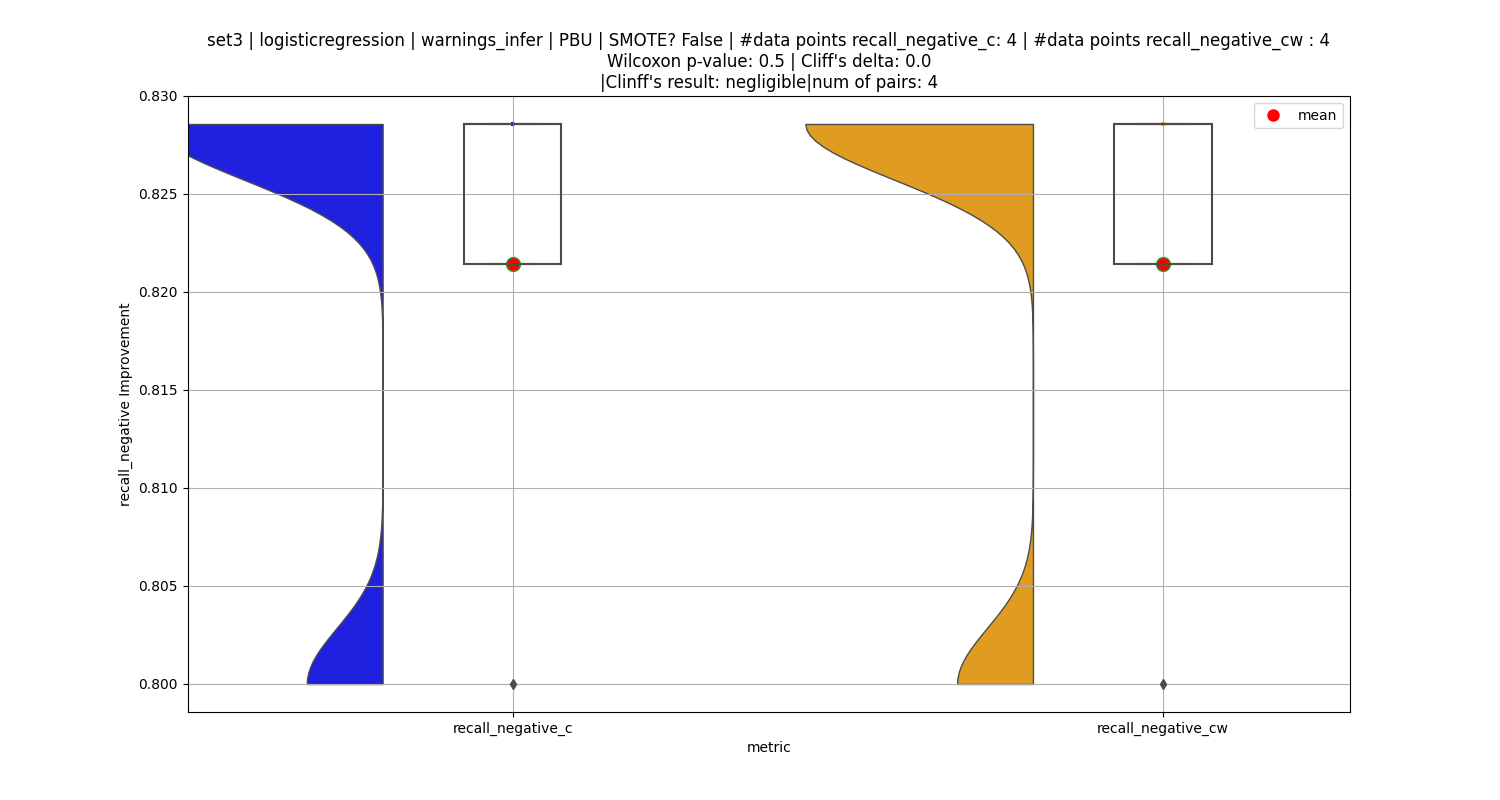 set3 | logisticregression | warnings_infer | PBU | SMOTE? False | #data points recall_negative_c: 4 | #data points recall_negative_cw : 4
Wilcoxon p-value: 0.5 | Cliff's delta: 0.0
|Clinff's result: negligible|num of pairs: 4
mean
0.830
0.825
0.820
0.815
0.810
0.805
0.800
recall_negative Improvement
recall_negative_c
recall_negative_cw
metric